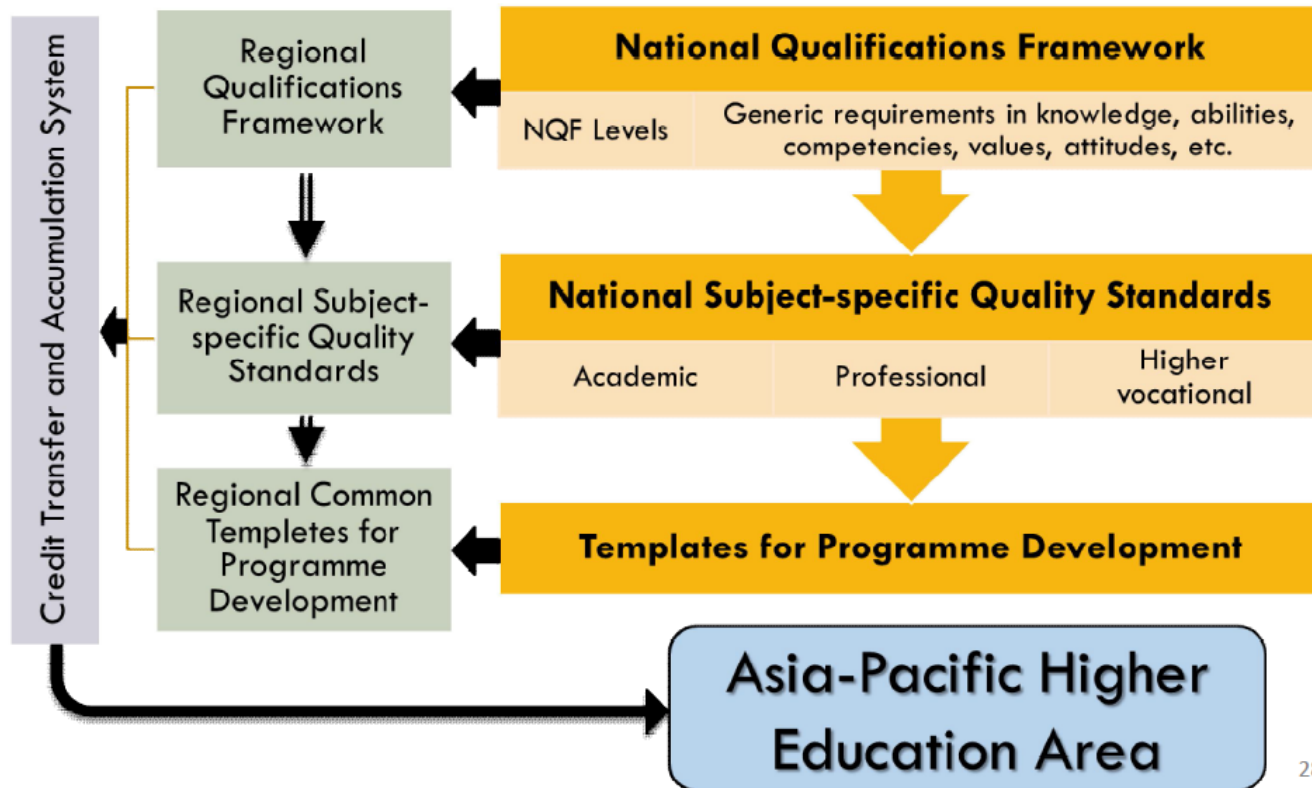 Credit Transfer and Accumulation System
Regional
Qualifications
Framework
National Qualifications Framework
NQF Levels
Generic requirements in knowledge, abilities,
competencies, values, attitudes, etc.
Regional Subject-
specific Quality
Standards
National Subject-specific Quality Standards
Academic
Professional
Higher
vocational
Regional Common
Templetes for
Programme
Development
Templates for Programme Development
Asia-Pacific Higher
Education Area
28